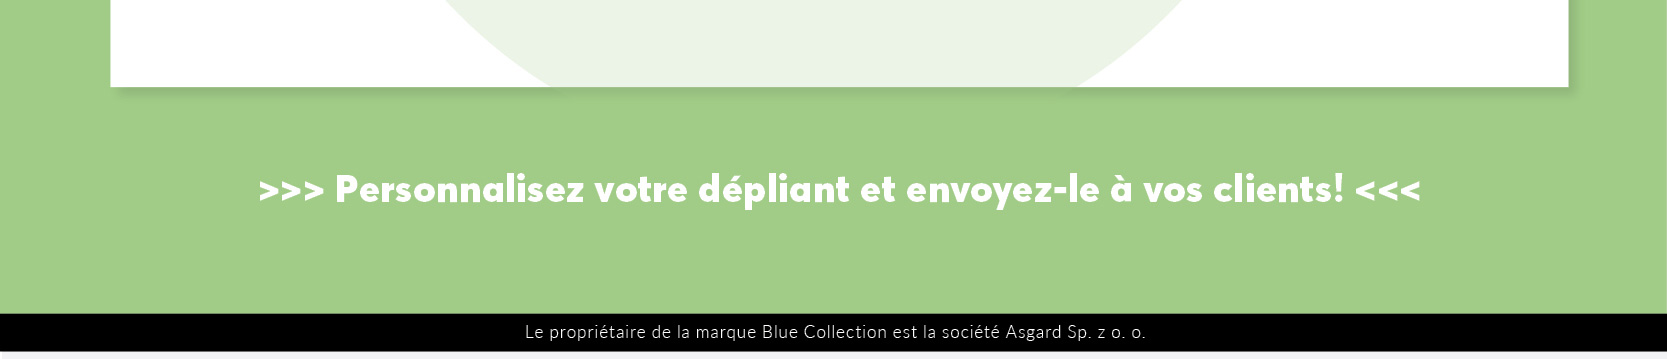 >>> Personnalisez votre dépliant et envoyez-le à vos clients! <<<
Le propriétaire de la marque Blue Collection est la société Asgard Sp. z o. o.